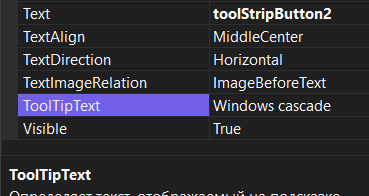 Text toolStripButton2
TextAlign MiddleCenter
TextDirection Horizontal
TextImageRelation ImageBeforeText
ToolTipText Windows cascade
Visible True
ToolTipText
Определяет текст, отображаемый на подсказке